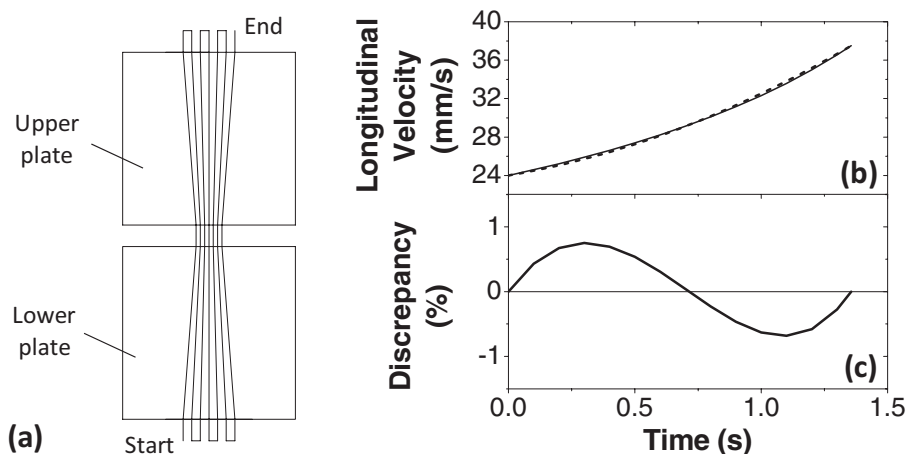 End
Upper
plate
Lower
plate
(a)
Start
Longitudinal
Velocity
(mm/s)
40
36
32
28
24
(b)
Discrepancy
(%)
1
0
-1
(c)
0.0
0.5
1.0
1.5
Time (s)